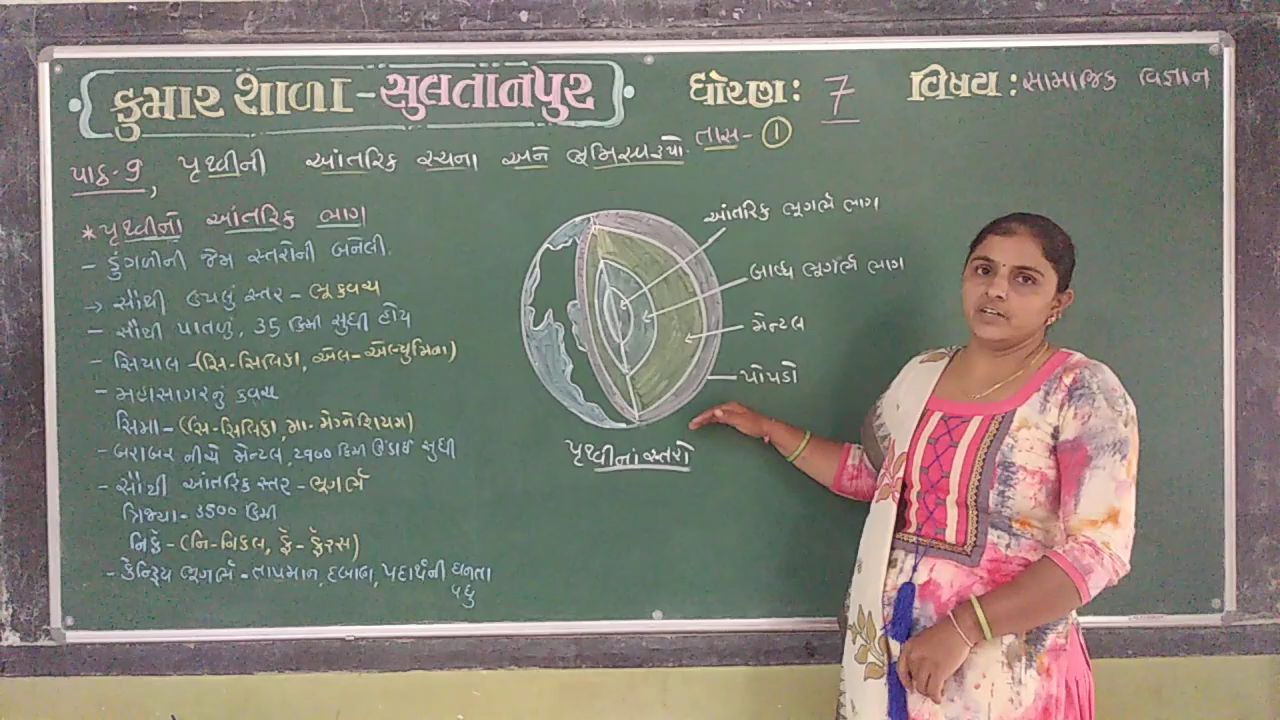 કુમાર શાળા - સુલતાનપુર
ધોરણ : 7
વિષય : સામાજિક વિજ્ઞાન
તાસ - ①
પાઠ-9, પૃથ્વીની આંતરિક રચના અને ભૂમિસ્વરૂપો.
* પૃથ્વીનો આંતરિક ભાગ
- ડુંગળીની જેમ સ્તરોની બનેલી.
→ સૌથી ઉપલું સ્તર - ભૂકવચ
- સૌથી પાતળું, 35 કિમી સુધી હોય
- સિયાલ - (સિ-સિલિકા, એલ-એલ્યુમિના)
- મહાસાગરનું કવચ
સિમા - (સિ-સિલિકા, મા-મેગ્નેશિયમ)
- બરાબર નીચે મેન્ટલ, ૨૯૦૦ કિમી ઊંડાઈ સુધી
- સૌથી આંતરિક સ્તર - ભૂગર્ભ
ત્રિજ્યા - ૩૫૦૦ કિમી
નિફે - (નિ-નિકલ, ફે-ફેરસ)
- કેન્દ્રિય ભૂગર્ભ - તાપમાન, દબાણ, પદાર્થની ઘનતા
વધુ
આંતરિક ભૂગર્ભ ભાગ
બાહ્ય ભૂગર્ભ ભાગ
મેન્ટલ
પોપડો
પૃથ્વીનાં સ્તરો